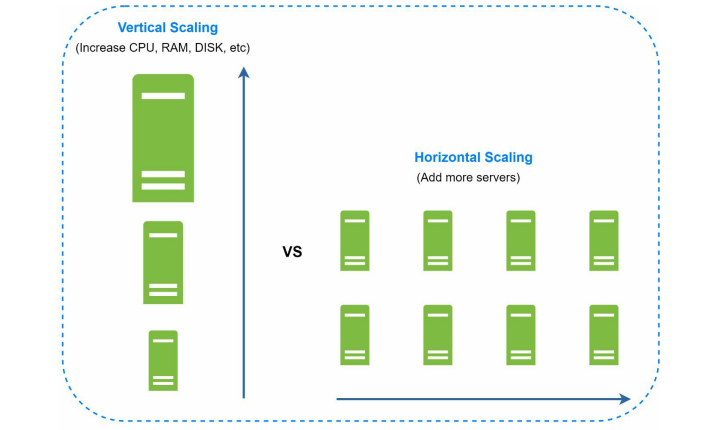 Vertical Scaling
(Increase CPU, RAM, DISK, etc)
Horizontal Scaling
(Add more servers)
VS